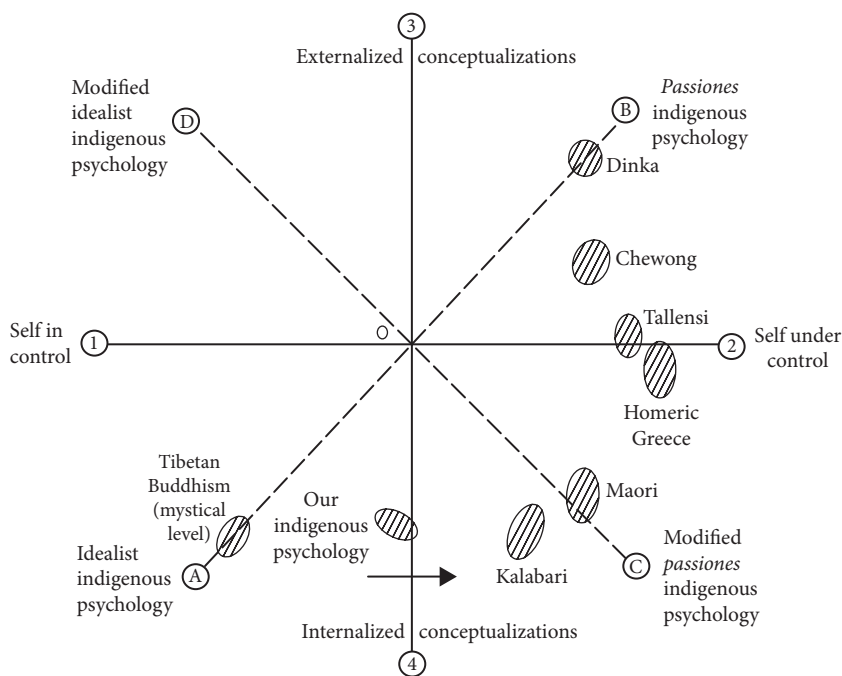 3
Externalized conceptualizations
Modified
idealist
indigenous
psychology
D
Passiones
indigenous
psychology
B
Dinka
Chewong
Tallensi
Self in
control
1
O
2
Self under
control
Homeric
Greece
Tibetan
Buddhism
(mystical
level)
Our
indigenous
psychology
Maori
Idealist
indigenous
psychology
A
Kalabari
C
Modified
passiones
indigenous
psychology
Internalized conceptualizations
4